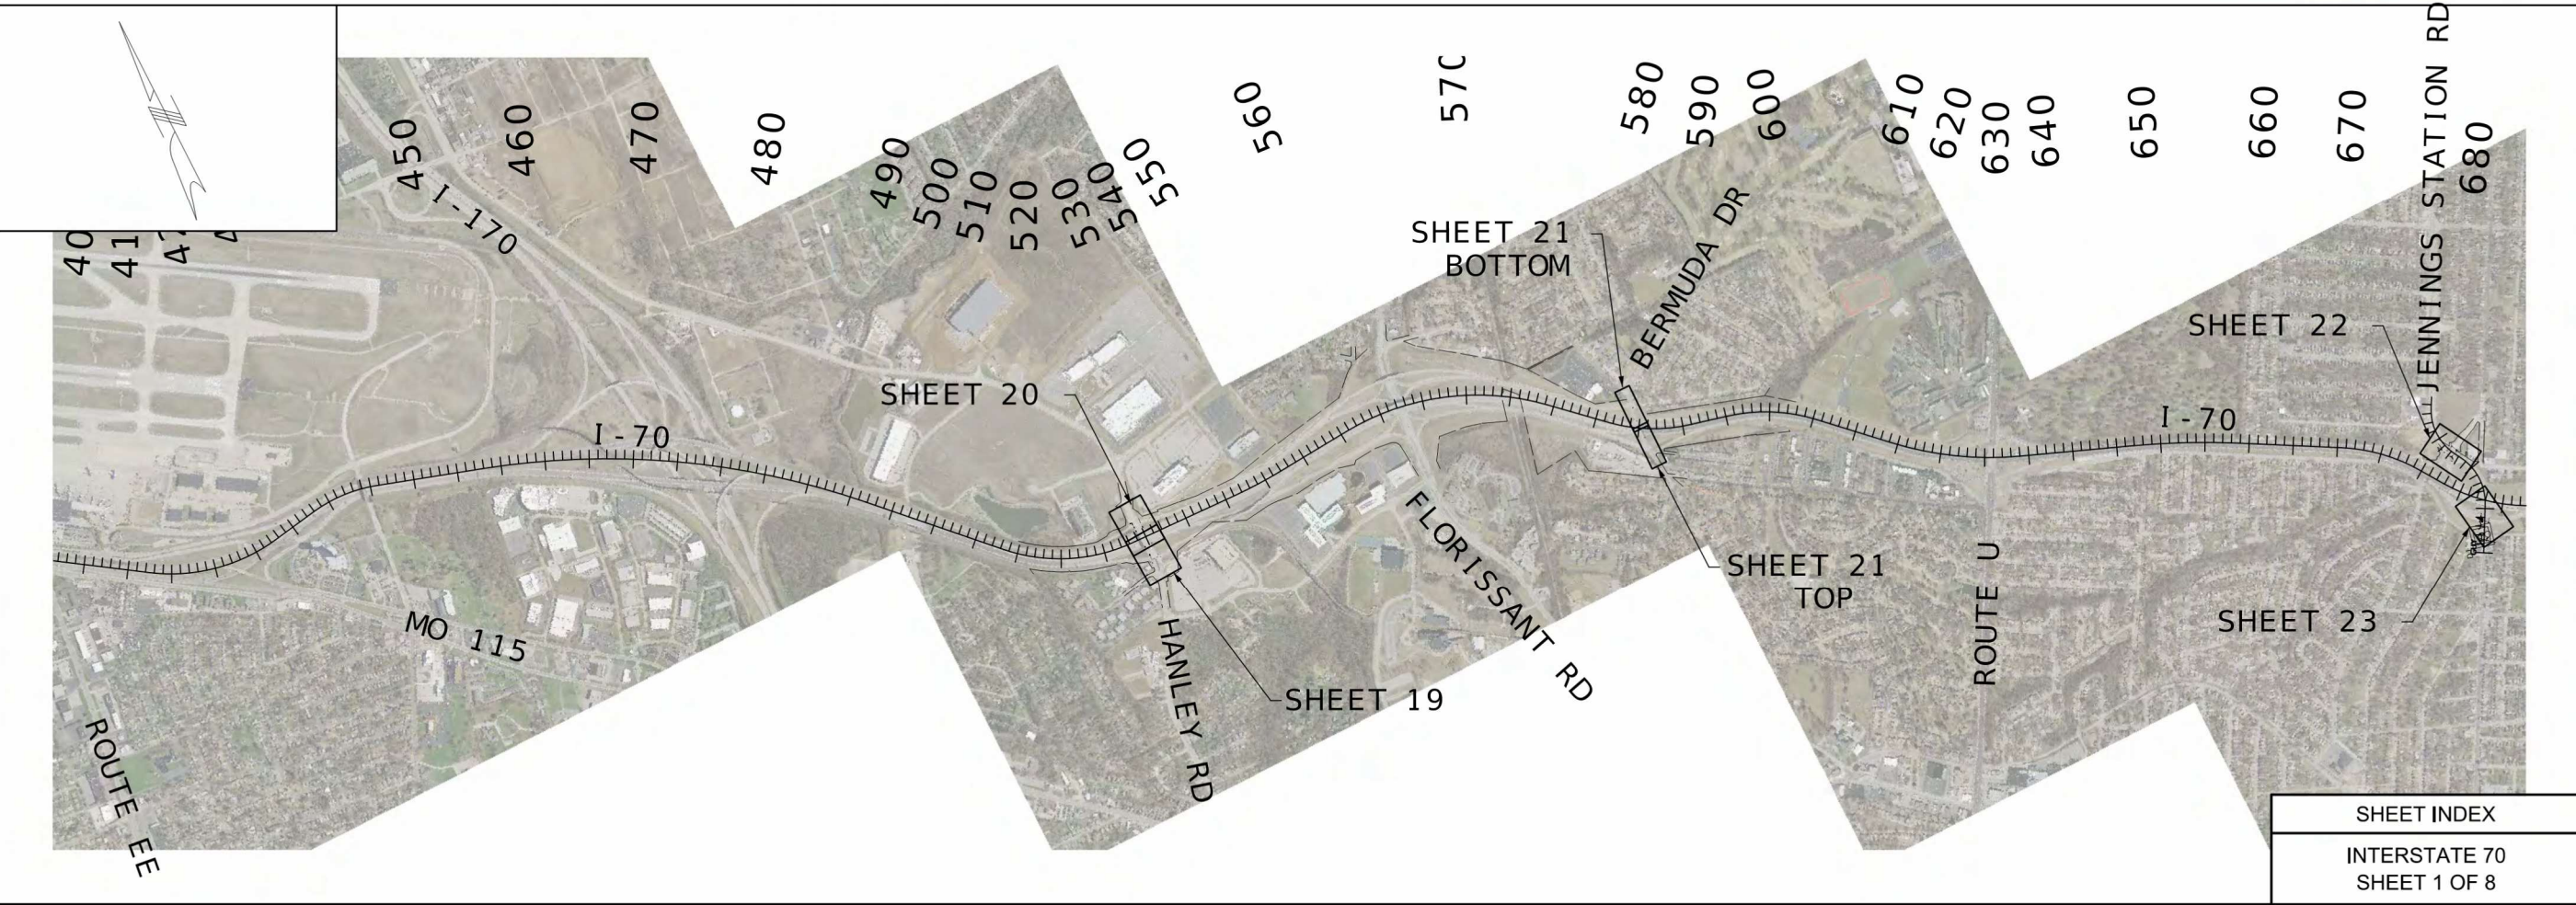 JENNINGS STATION RD
450
460
470
480
490
500
510
520
530
540
550
560
570
580
590
600
610
620
630
640
650
660
670
680
40
41
I-170
SHEET 21
BOTTOM
BERMUDA DR
SHEET 22
SHEET 20
I-70
I-70
FLORISSANT RD
SHEET 21
TOP
ROUTE U
SHEET 23
MO 115
HANLEY RD
SHEET 19
ROUTE EE
SHEET INDEX
INTERSTATE 70
SHEET 1 OF 8